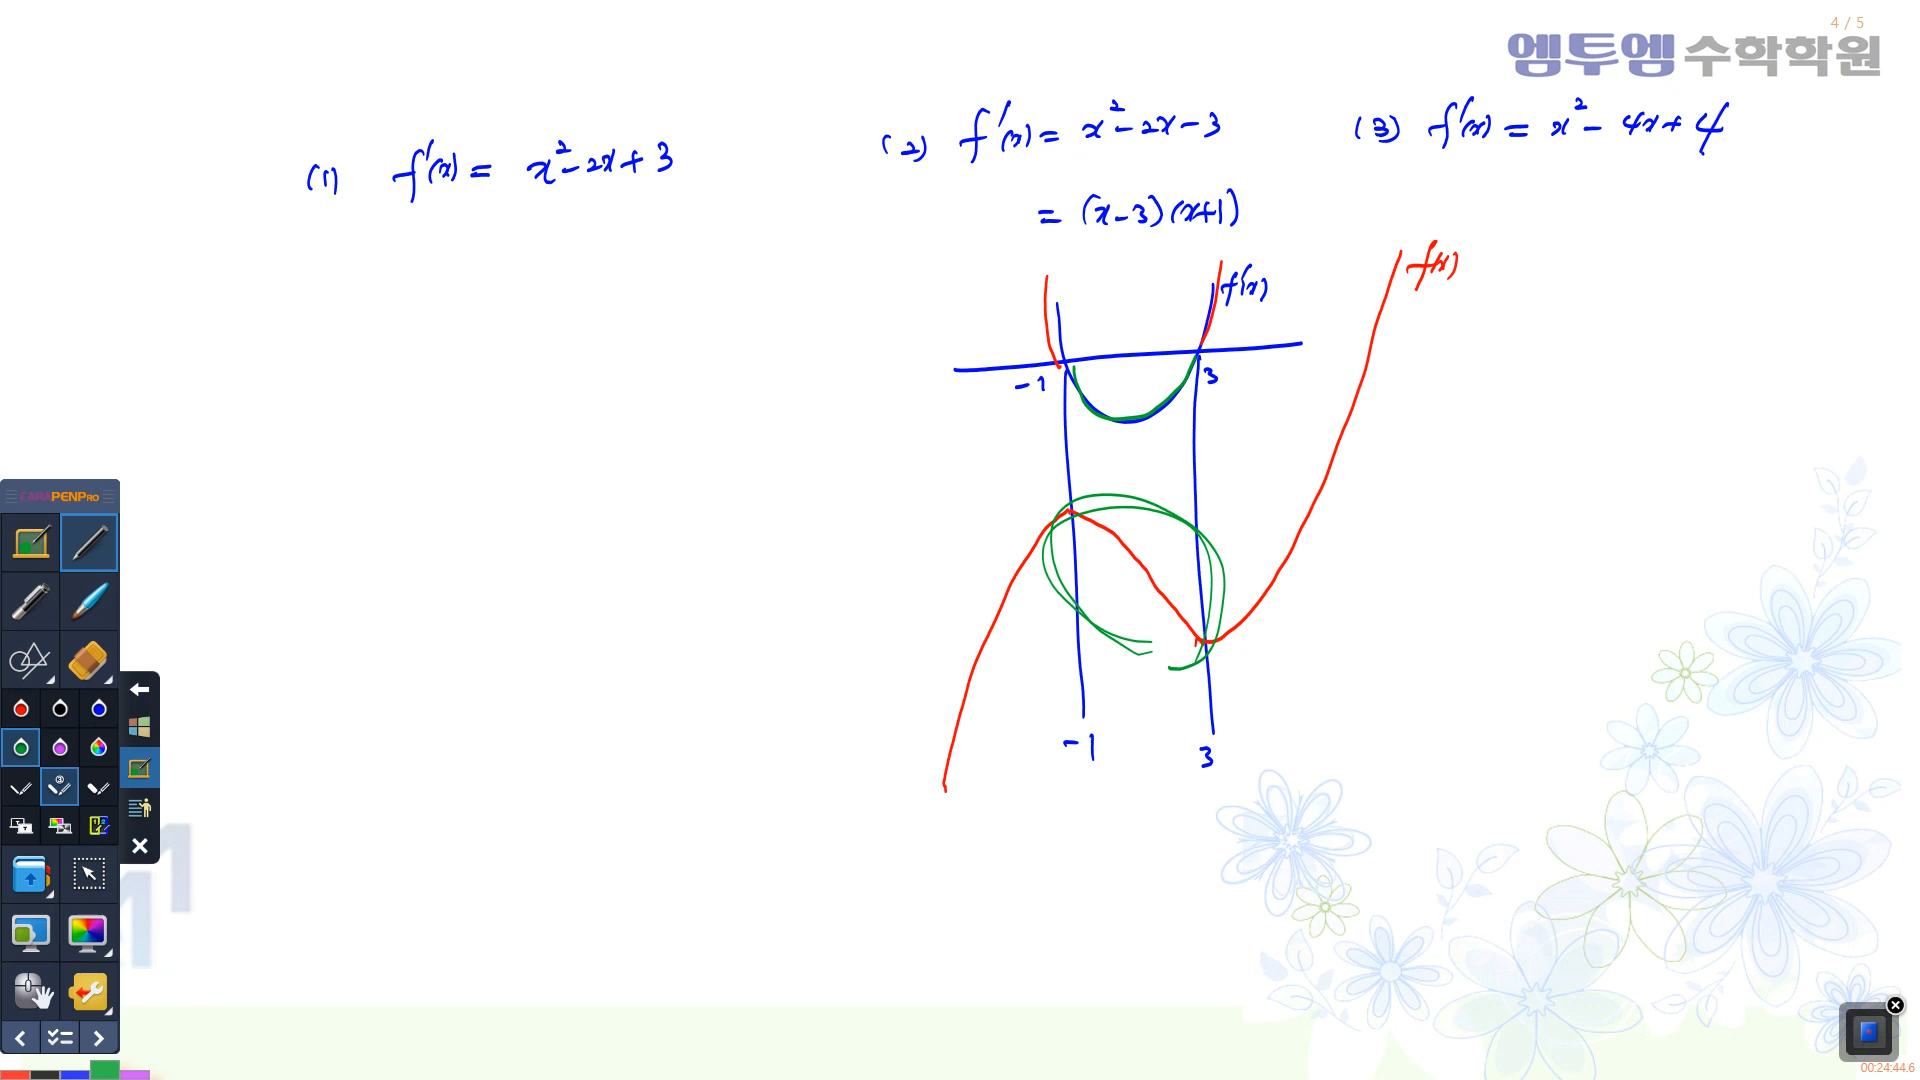 4 / 5
엠투엠 수학학원
(1) f'(x) = x² - 2x + 3
(2) f'(x) = x² - 2x - 3
= (x-3)(x+1)
(3) f'(x) = x² - 4x + 4
f'(x)
f(x)
-1
3
-1
3
CARAPENPRO
00:24:44.6